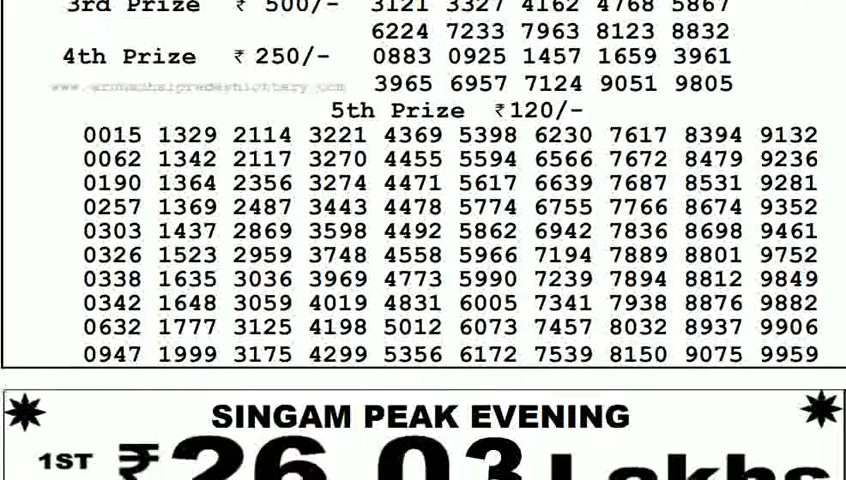 3rd Prize ₹ 500/- 3121 3327 4162 4768 5867
6224 7233 7963 8123 8832
4th Prize ₹ 250/- 0883 0925 1457 1659 3961
www.arunachalpradeshlottery.com 3965 6957 7124 9051 9805
5th Prize ₹120/-
0015 1329 2114 3221 4369 5398 6230 7617 8394 9132
0062 1342 2117 3270 4455 5594 6566 7672 8479 9236
0190 1364 2356 3274 4471 5617 6639 7687 8531 9281
0257 1369 2487 3443 4478 5774 6755 7766 8674 9352
0303 1437 2869 3598 4492 5862 6942 7836 8698 9461
0326 1523 2959 3748 4558 5966 7194 7889 8801 9752
0338 1635 3036 3969 4773 5990 7239 7894 8812 9849
0342 1648 3059 4019 4831 6005 7341 7938 8876 9882
0632 1777 3125 4198 5012 6073 7457 8032 8937 9906
0947 1999 3175 4299 5356 6172 7539 8150 9075 9959
SINGAM PEAK EVENING
1ST ₹26.03 Lakhs